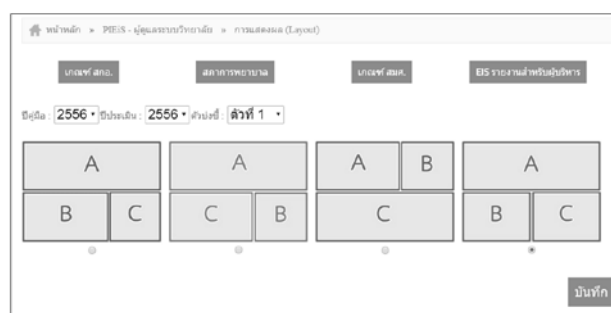 หน้าหลัก » PIEiS - ผู้ดูแลระบบวิทยาลัย » การแสดงผล (Layout)
เกณฑ์ สกอ. สภาการพยาบาล เกณฑ์ สมศ. EIS รายงานสำหรับผู้บริหาร
ปีคู่มือ : 2556 ปีประเมิน : 2556 ตัวบ่งชี้ : ตัวที่ 1
A A A B A
B C C B C B C
บันทึก